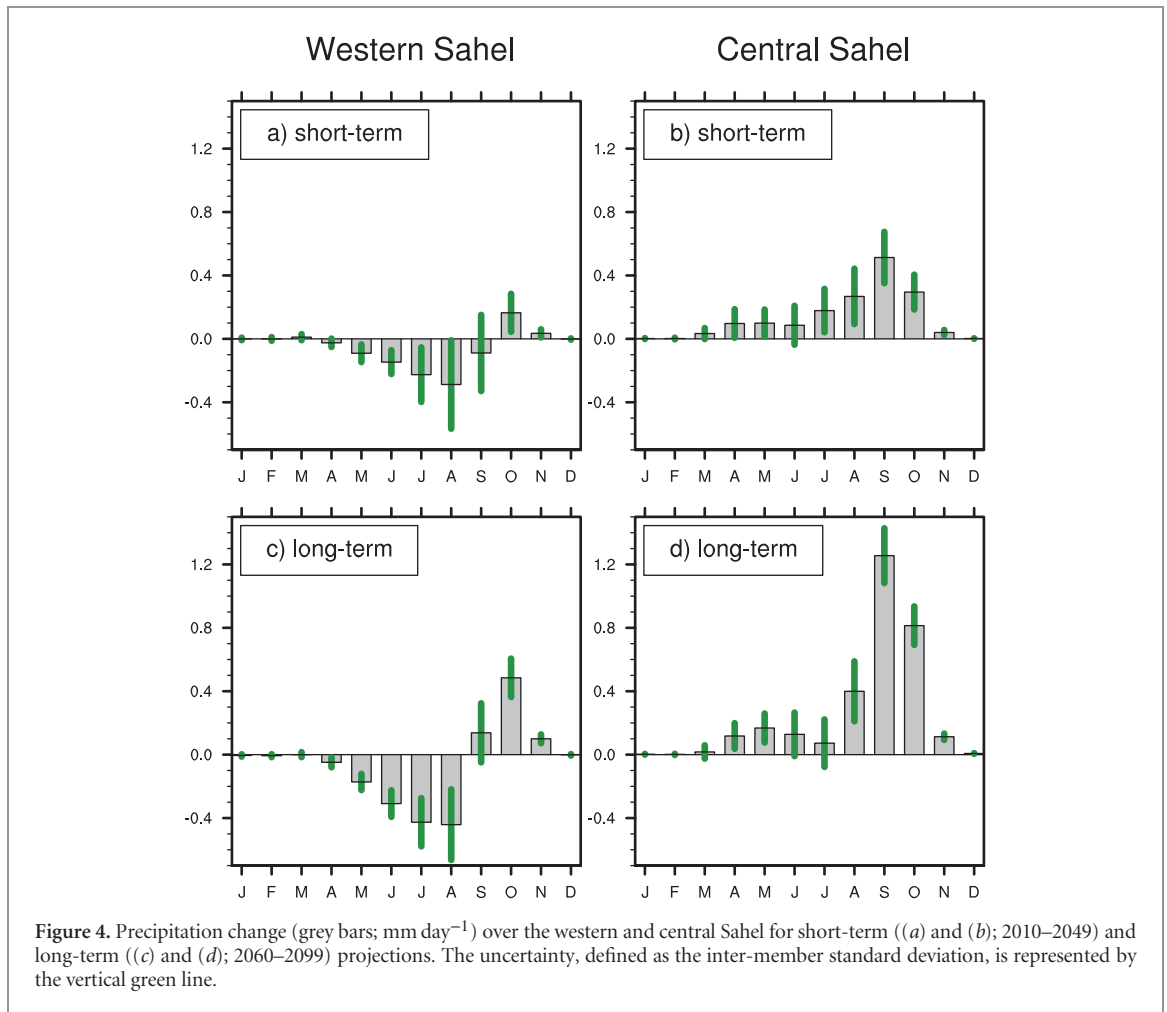 Western Sahel
Central Sahel
a) short-term
1.2
0.8
0.4
0.0
-0.4
J F M A M J J A S O N D
b) short-term
1.2
0.8
0.4
0.0
-0.4
J F M A M J J A S O N D
c) long-term
1.2
0.8
0.4
0.0
-0.4
J F M A M J J A S O N D
d) long-term
1.2
0.8
0.4
0.0
-0.4
J F M A M J J A S O N D
Figure 4. Precipitation change (grey bars; mm day⁻¹) over the western and central Sahel for short-term ((a) and (b); 2010–2049) and
long-term ((c) and (d); 2060–2099) projections. The uncertainty, defined as the inter-member standard deviation, is represented by
the vertical green line.